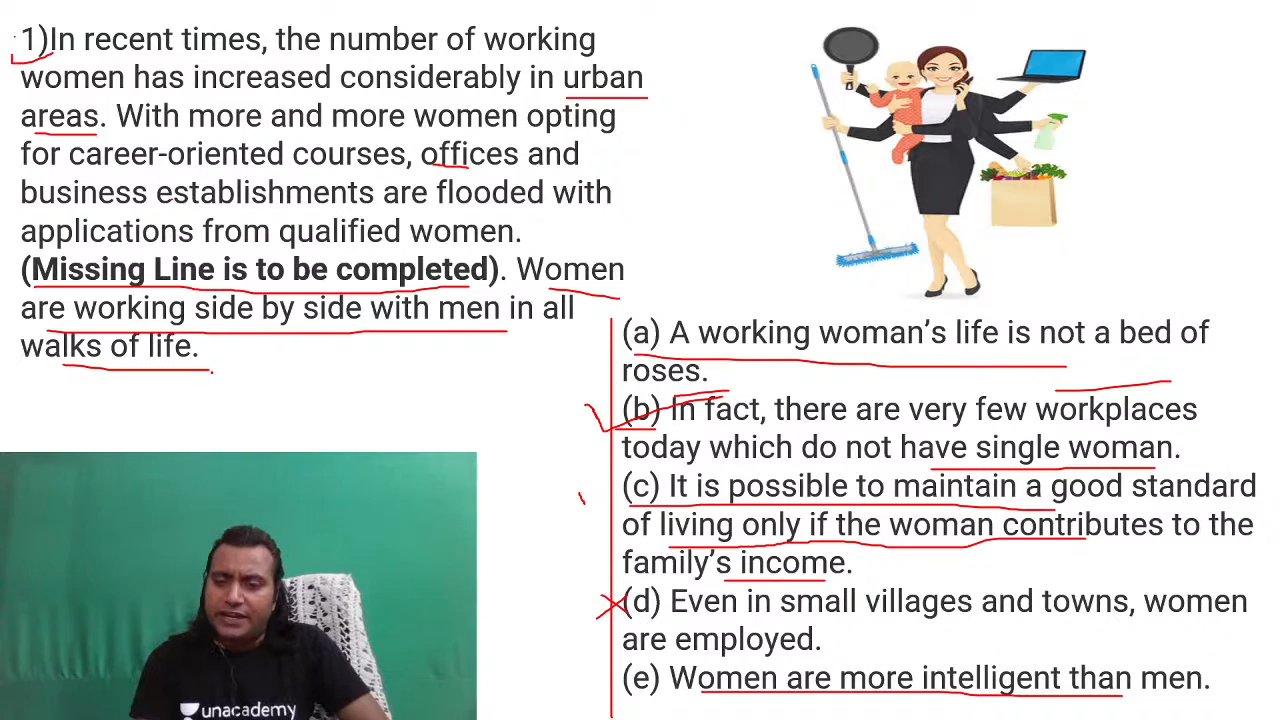 1)In recent times, the number of working
women has increased considerably in urban
areas. With more and more women opting
for career-oriented courses, offices and
business establishments are flooded with
applications from qualified women.
(Missing Line is to be completed). Women
are working side by side with men in all
walks of life.
(a) A working woman’s life is not a bed of
roses.
(b) In fact, there are very few workplaces
today which do not have single woman.
(c) It is possible to maintain a good standard
of living only if the woman contributes to the
family’s income.
(d) Even in small villages and towns, women
are employed.
(e) Women are more intelligent than men.
unacademy